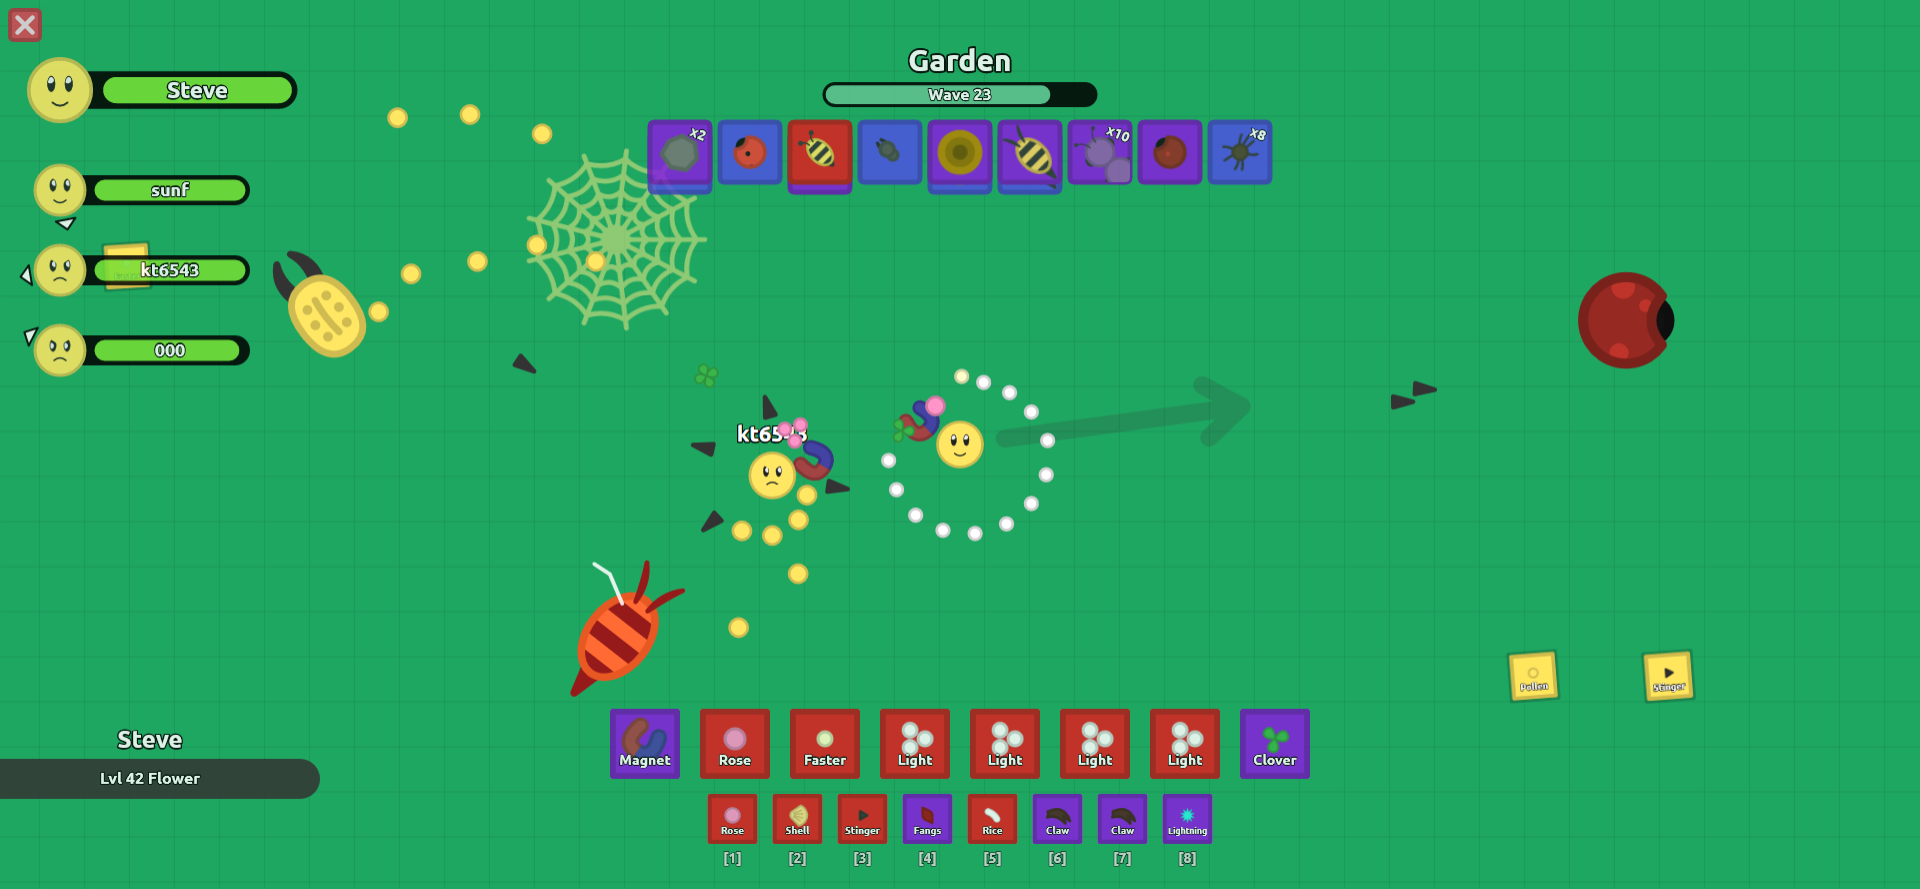 Garden
Wave 23
Steve
x2
x10
x8
sunf
kt6543
000
kt6543
Pollen
Stinger
Steve
Lvl 42 Flower
Magnet
Rose
Faster
Light
Light
Light
Light
Clover
Rose
Shell
Stinger
Fangs
Rice
Claw
Claw
Lightning
[1]
[2]
[3]
[4]
[5]
[6]
[7]
[8]